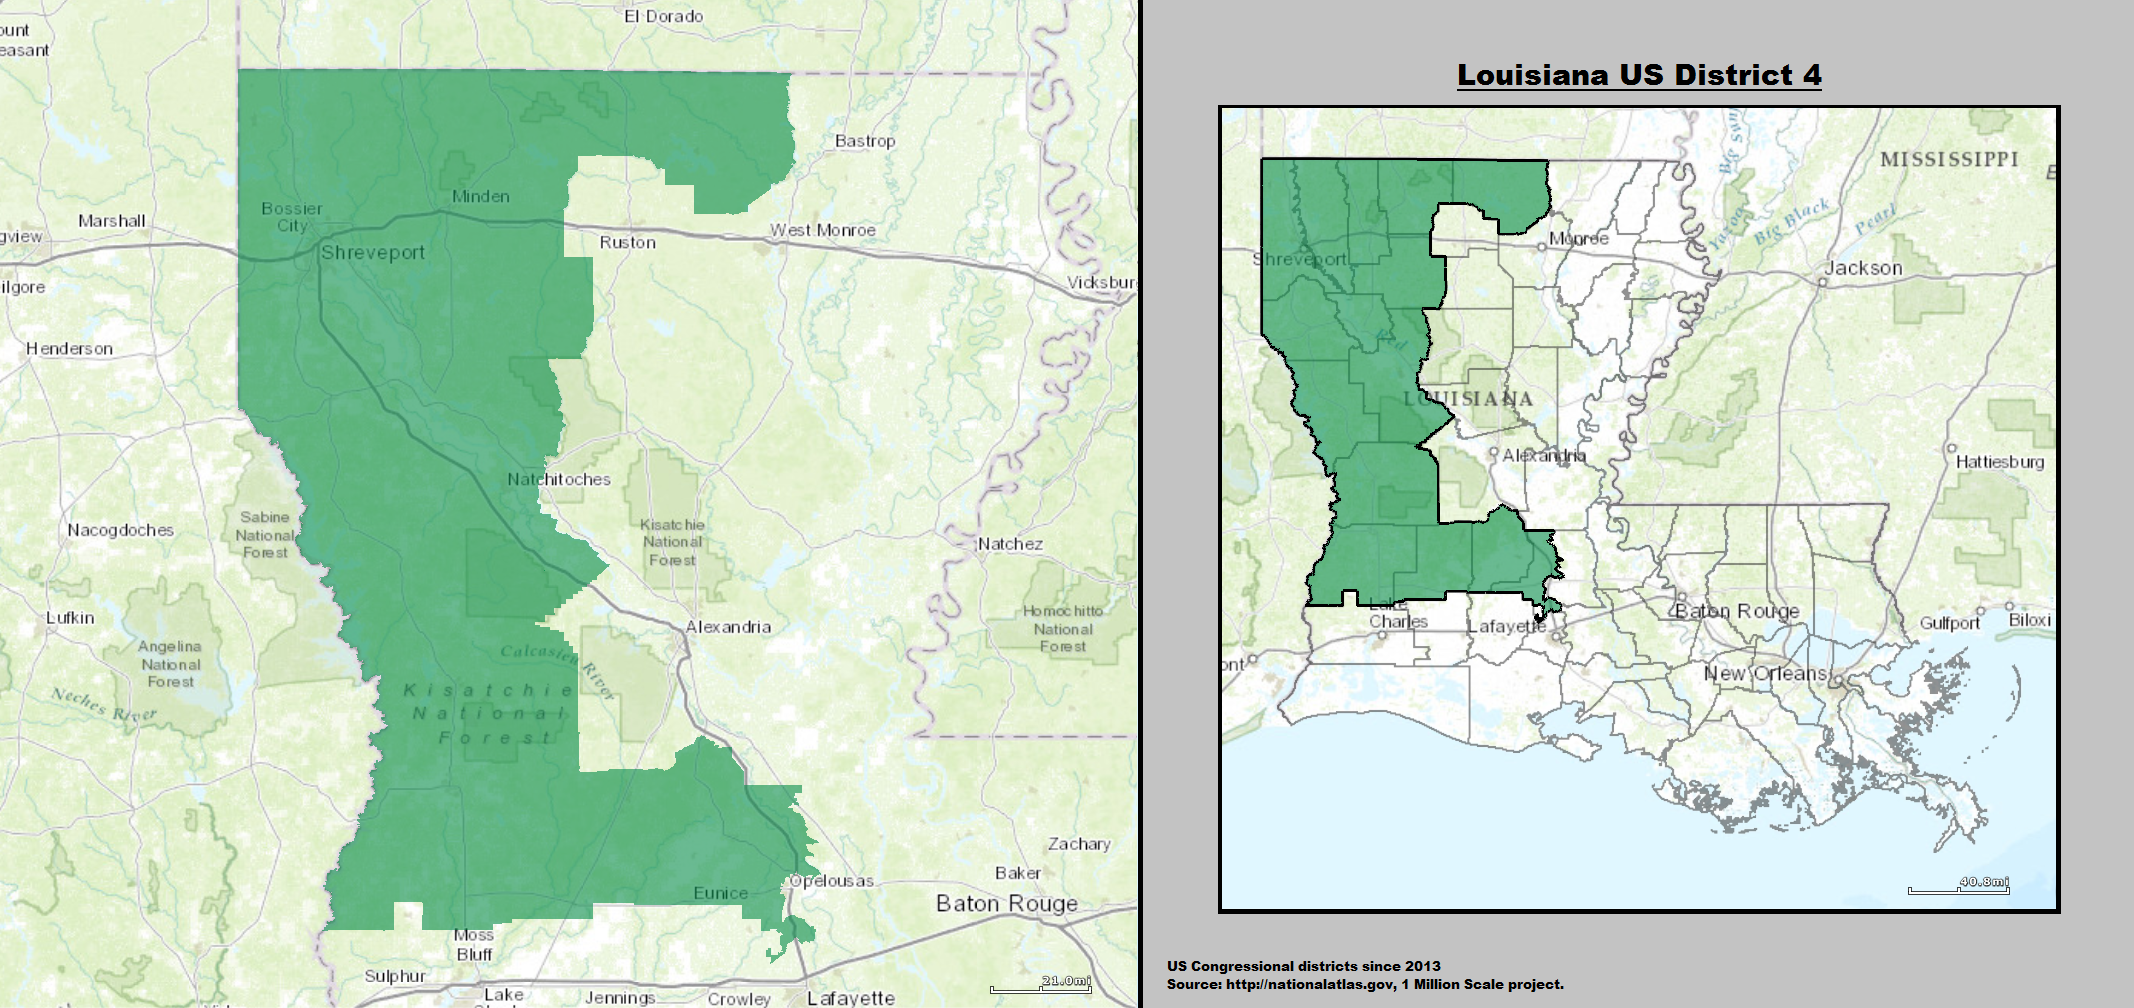 El Dorado
ount
easant
Bastrop
Minden
Bossier
City
Marshall
gview
Shreveport
Ruston
West Monroe
ilgore
Vicksbur
Henderson
Natchitoches
Sabine
National
Forest
Nacogdoches
Kisatchie
National
Forest
Natchez
Lufkin
Alexandria
Homochitto
National
Forest
Angelina
National
Forest
Calcasieu River
Neches River
Kisatchie
National
Forest
Zachary
Baker
Opelousas
Eunice
Baton Rouge
Moss
Bluff
Sulphur
Lake
Jennings
Crowley
Lafayette
21.0mi
Louisiana US District 4
Big Sun
MISSISSIPPI
Yazoo
Big Black
Pearl
Monroe
Shreveport
Jackson
Red
LOUISIANA
Alexandria
Hattiesburg
Lake
Charles
Lafayette
Baton Rouge
Gulfport
Biloxi
ont
New Orleans
40.8mi
US Congressional districts since 2013
Source: http://nationalatlas.gov, 1 Million Scale project.